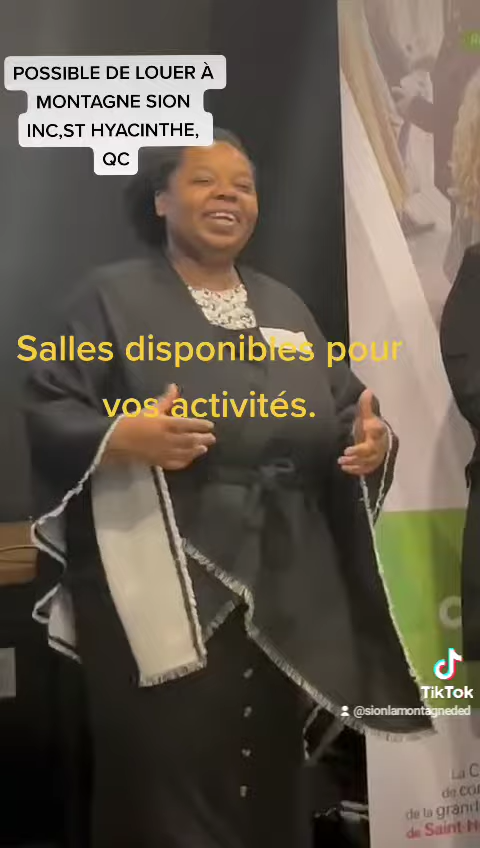 POSSIBLE DE LOUER À
MONTAGNE SION
INC,ST HYACINTHE,
QC
Salles disponibles pour
vos activités.
TikTok
@sionlamontagneded
La C
de con
de la grand
de Saint-H